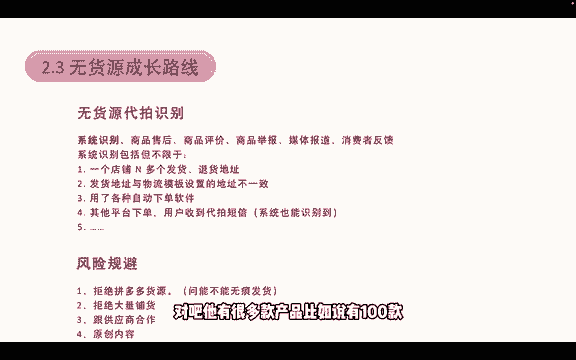 2.3 无货源成长路线
无货源代拍识别
系统识别、商品售后、商品评价、商品举报、媒体报道、消费者反馈
系统识别包括但不限于：
1. 一个店铺 N 多个发货、退货地址
2. 发货地址与物流模板设置的地址不一致
3. 用了各种自动下单软件
4. 其他平台下单，用户收到代拍短信（系统也能识别到）
5. ……
风险规避
1、拒绝拼多多货源。（问能不能无痕发货）
2、拒绝大量铺货
3、跟供应商合作
4、原创内容
对吧他有很多款产品比如说有100款